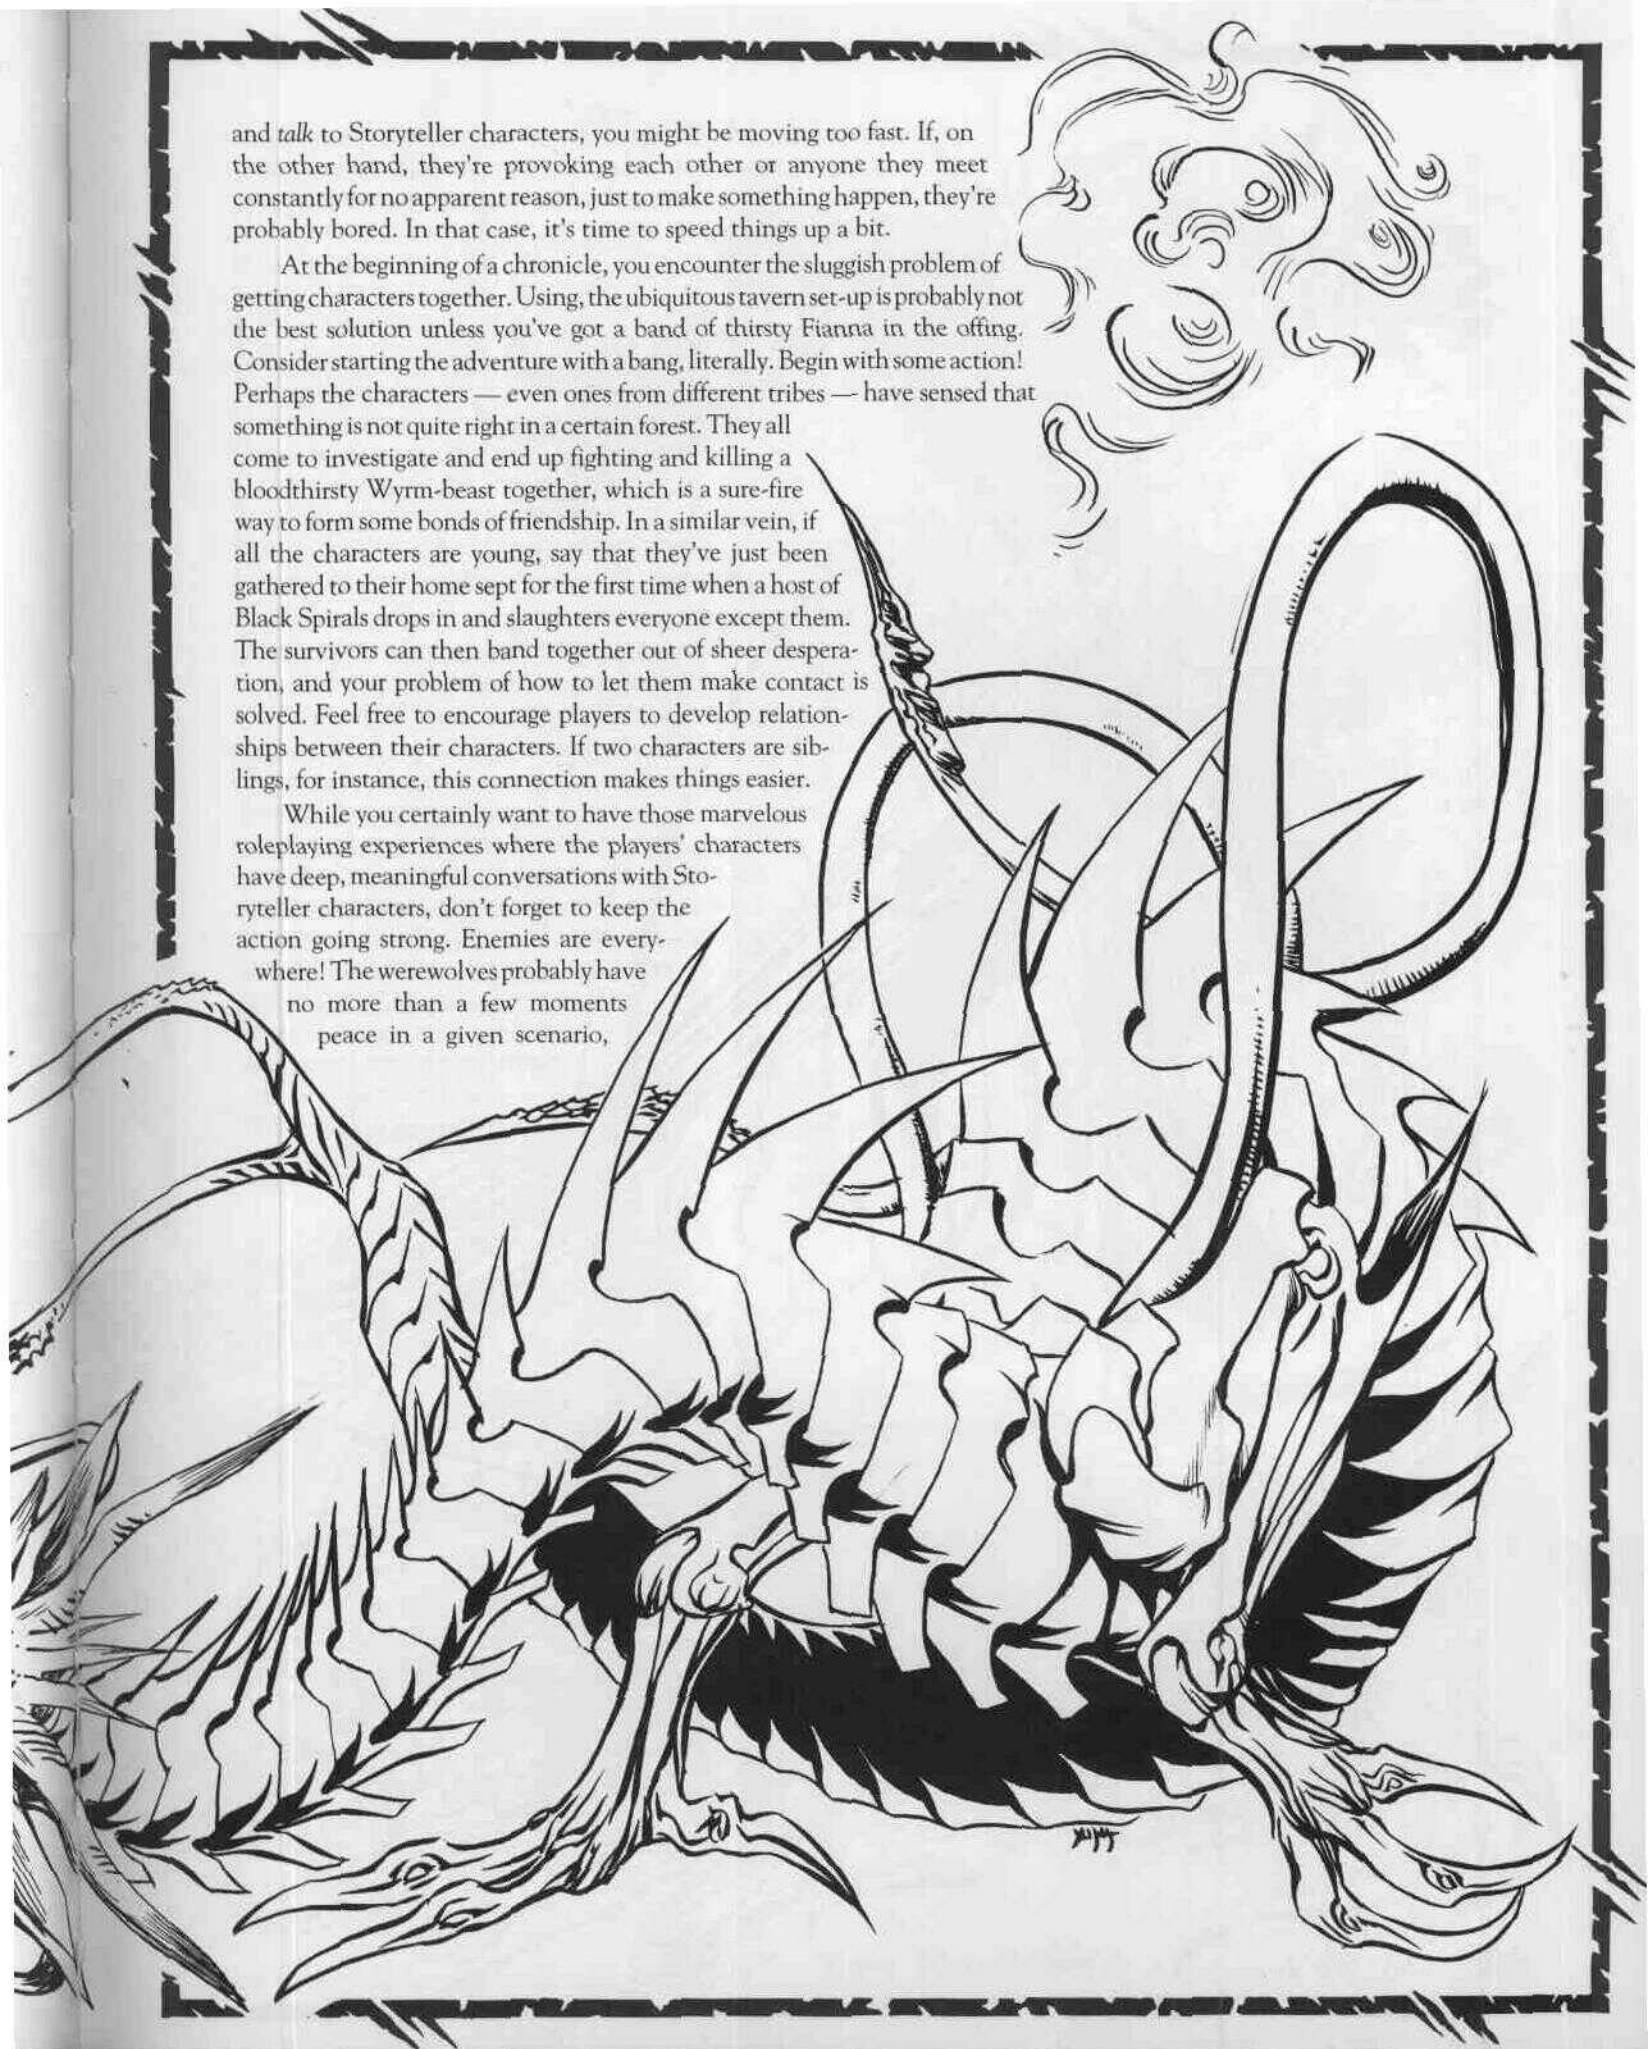 and talk to Storyteller characters, you might be moving too fast. If, on
the other hand, they're provoking each other or anyone they meet
constantly for no apparent reason, just to make something happen, they're
probably bored. In that case, it's time to speed things up a bit.
At the beginning of a chronicle, you encounter the sluggish problem of
getting characters together. Using, the ubiquitous tavern set-up is probably not
the best solution unless you've got a band of thirsty Fianna in the offing.
Consider starting the adventure with a bang, literally. Begin with some action!
Perhaps the characters — even ones from different tribes — have sensed that
something is not quite right in a certain forest. They all
come to investigate and end up fighting and killing a
bloodthirsty Wyrm-beast together, which is a sure-fire
way to form some bonds of friendship. In a similar vein, if
all the characters are young, say that they've just been
gathered to their home sept for the first time when a host of
Black Spirals drops in and slaughters everyone except them.
The survivors can then band together out of sheer despera-
tion, and your problem of how to let them make contact is
solved. Feel free to encourage players to develop relation-
ships between their characters. If two characters are sib-
lings, for instance, this connection makes things easier.
While you certainly want to have those marvelous
roleplaying experiences where the players' characters
have deep, meaningful conversations with Sto-
ryteller characters, don't forget to keep the
action going strong. Enemies are every-
where! The werewolves probably have
no more than a few moments
peace in a given scenario,